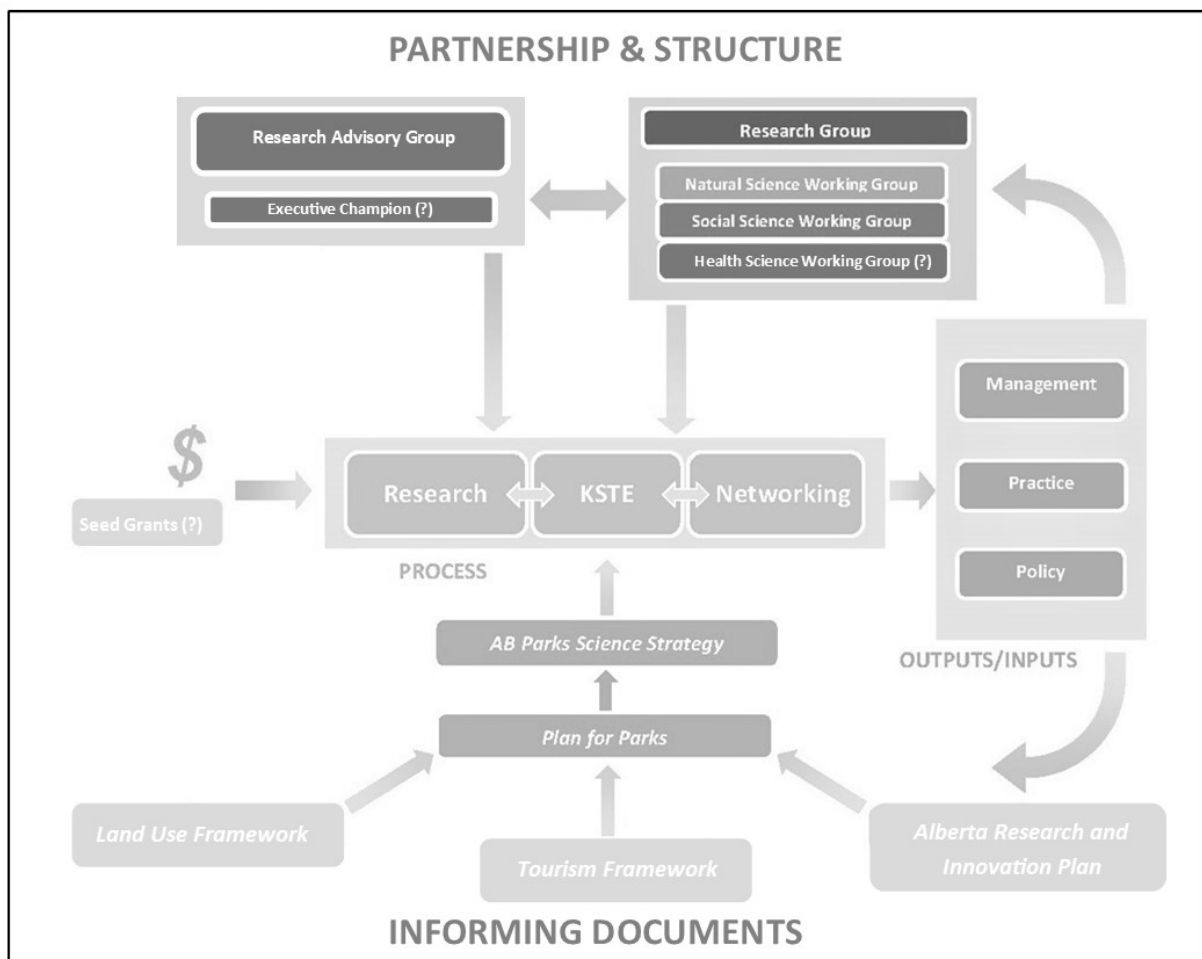 PARTNERSHIP & STRUCTURE
Research Advisory Group
Executive Champion (?)
Research Group
Natural Science Working Group
Social Science Working Group
Health Science Working Group (?)
Management
Practice
Policy
OUTPUTS/INPUTS
$
Seed Grants (?)
Research
KSTE
Networking
PROCESS
AB Parks Science Strategy
Plan for Parks
Land Use Framework
Tourism Framework
Alberta Research and
Innovation Plan
INFORMING DOCUMENTS